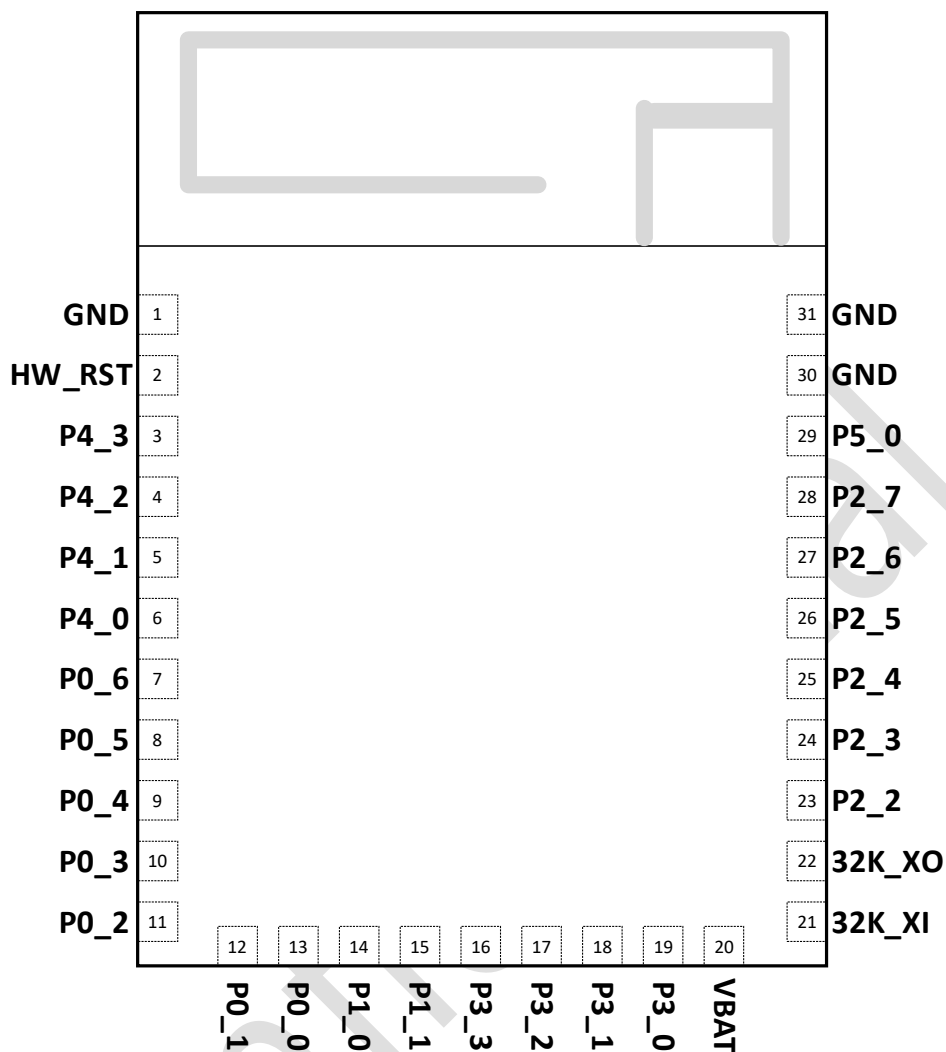 GND 1 31 GND
HW_RST 2 30 GND
P4_3 3 29 P5_0
P4_2 4 28 P2_7
P4_1 5 27 P2_6
P4_0 6 26 P2_5
P0_6 7 25 P2_4
P0_5 8 24 P2_3
P0_4 9 23 P2_2
P0_3 10 22 32K_XO
P0_2 11 21 32K_XI
12 13 14 15 16 17 18 19 20
P0_1 P0_0 P1_0 P1_1 P3_3 P3_2 P3_1 P3_0 VBAT